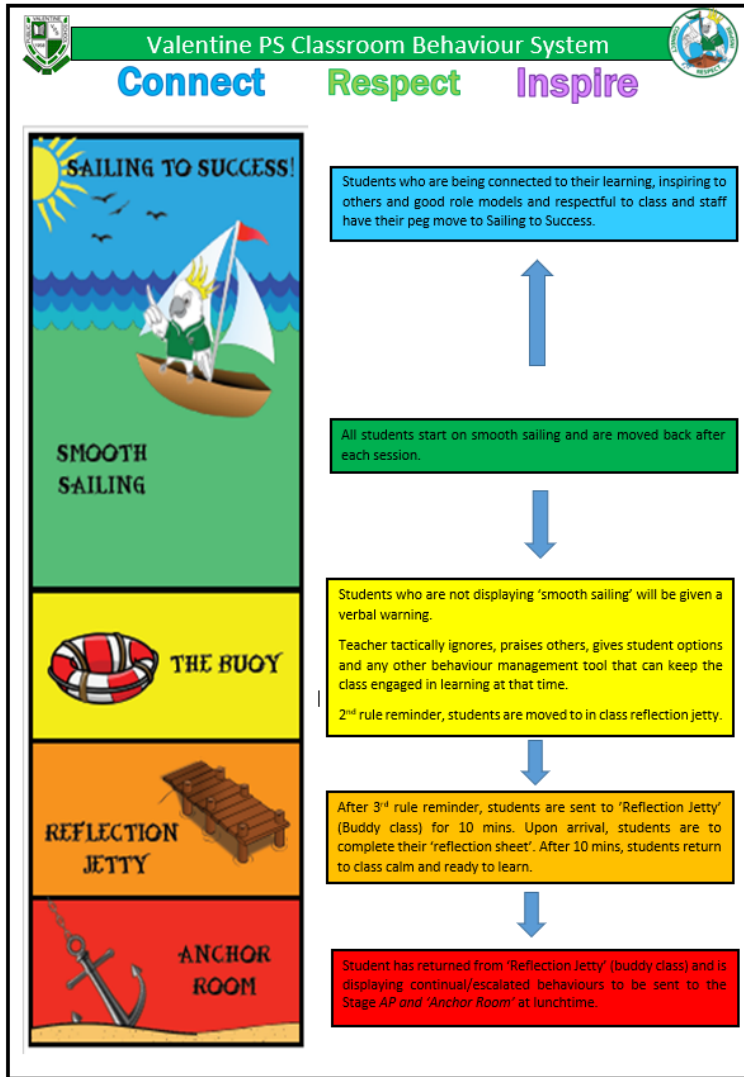 Valentine PS Classroom Behaviour System
Connect Respect Inspire
SAILING TO SUCCESS!
Students who are being connected to their learning, inspiring to
others and good role models and respectful to class and staff
have their peg move to Sailing to Success.
SMOOTH
SAILING
All students start on smooth sailing and are moved back after
each session.
THE BUOY
Students who are not displaying ‘smooth sailing’ will be given a
verbal warning.
Teacher tactically ignores, praises others, gives student options
and any other behaviour management tool that can keep the
class engaged in learning at that time.
2nd rule reminder, students are moved to in class reflection jetty.
REFLECTION
JETTY
After 3rd rule reminder, students are sent to ‘Reflection Jetty’
(Buddy class) for 10 mins. Upon arrival, students are to
complete their ‘reflection sheet’. After 10 mins, students return
to class calm and ready to learn.
ANCHOR
ROOM
Student has returned from ‘Reflection Jetty’ (buddy class) and is
displaying continual/escalated behaviours to be sent to the
Stage AP and ‘Anchor Room’ at lunchtime.